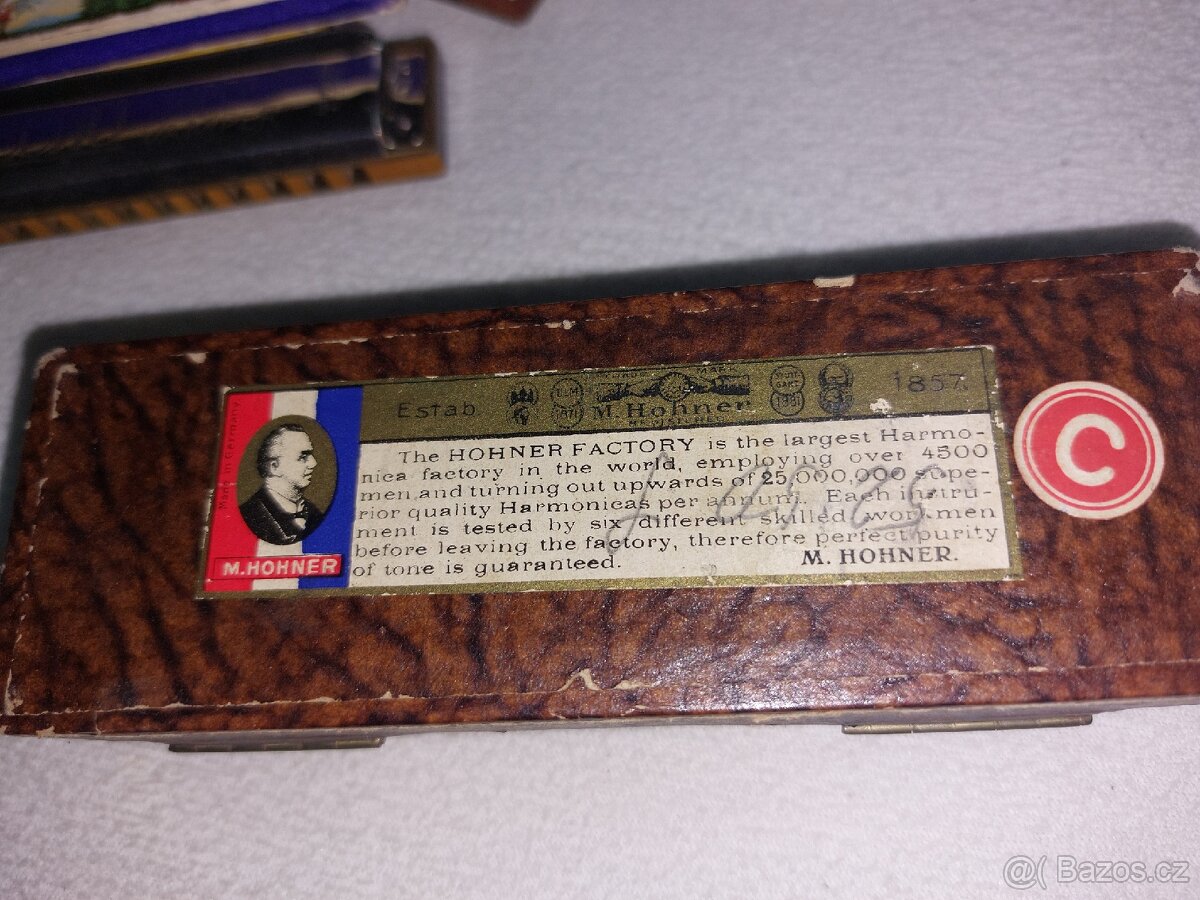 Estab M. Hohner 1857.
Made in Germany
M. HOHNER
The HOHNER FACTORY is the largest Harmo-
nica factory in the world, employing over 4500
men and turning out upwards of 25,000,000 supe-
rior quality Harmonicas per annum. Each instru-
ment is tested by six different skilled workmen
before leaving the factory, therefore perfect purity
of tone is guaranteed. M. HOHNER.
C
@( Bazos.cz